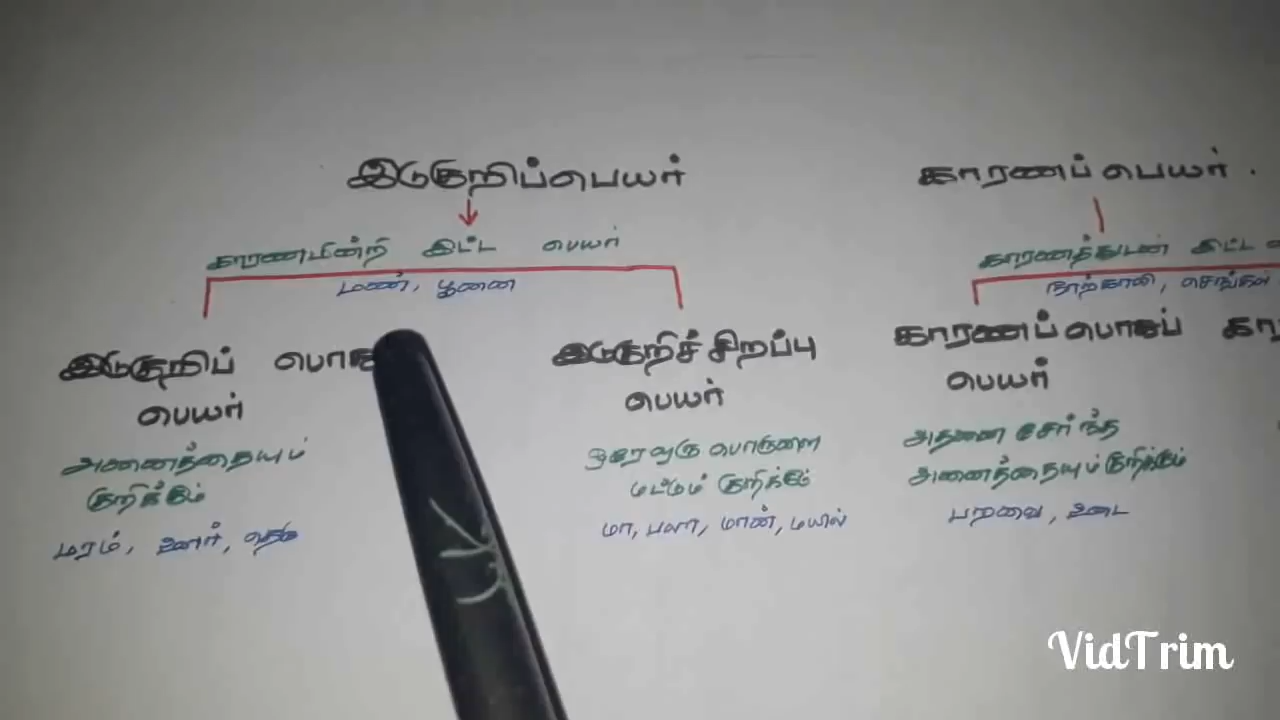 இடுகுறிப்பெயர்
காரணமின்றி இட்ட பெயர்
மண், பூனை
இடுகுறிப்
பெயர்
அனைத்தையும்
குறிக்கும்
மரம், ஊர்,
இடுகுறிச் சிறப்பு
பெயர்
ஒரேவுரு பொருளை
மட்டும் குறிக்கும்
மா, பலா, மான், மயில்
காரணப் பெயர்.
காரணத்துடன் இட்ட
நாற்காலி, செங்கல்
காரணப் பொதுப்
பெயர்
அதனை சேர்ந்த
அனைத்தையும் குறிக்கும்
பறவை, உடை
VidTrim